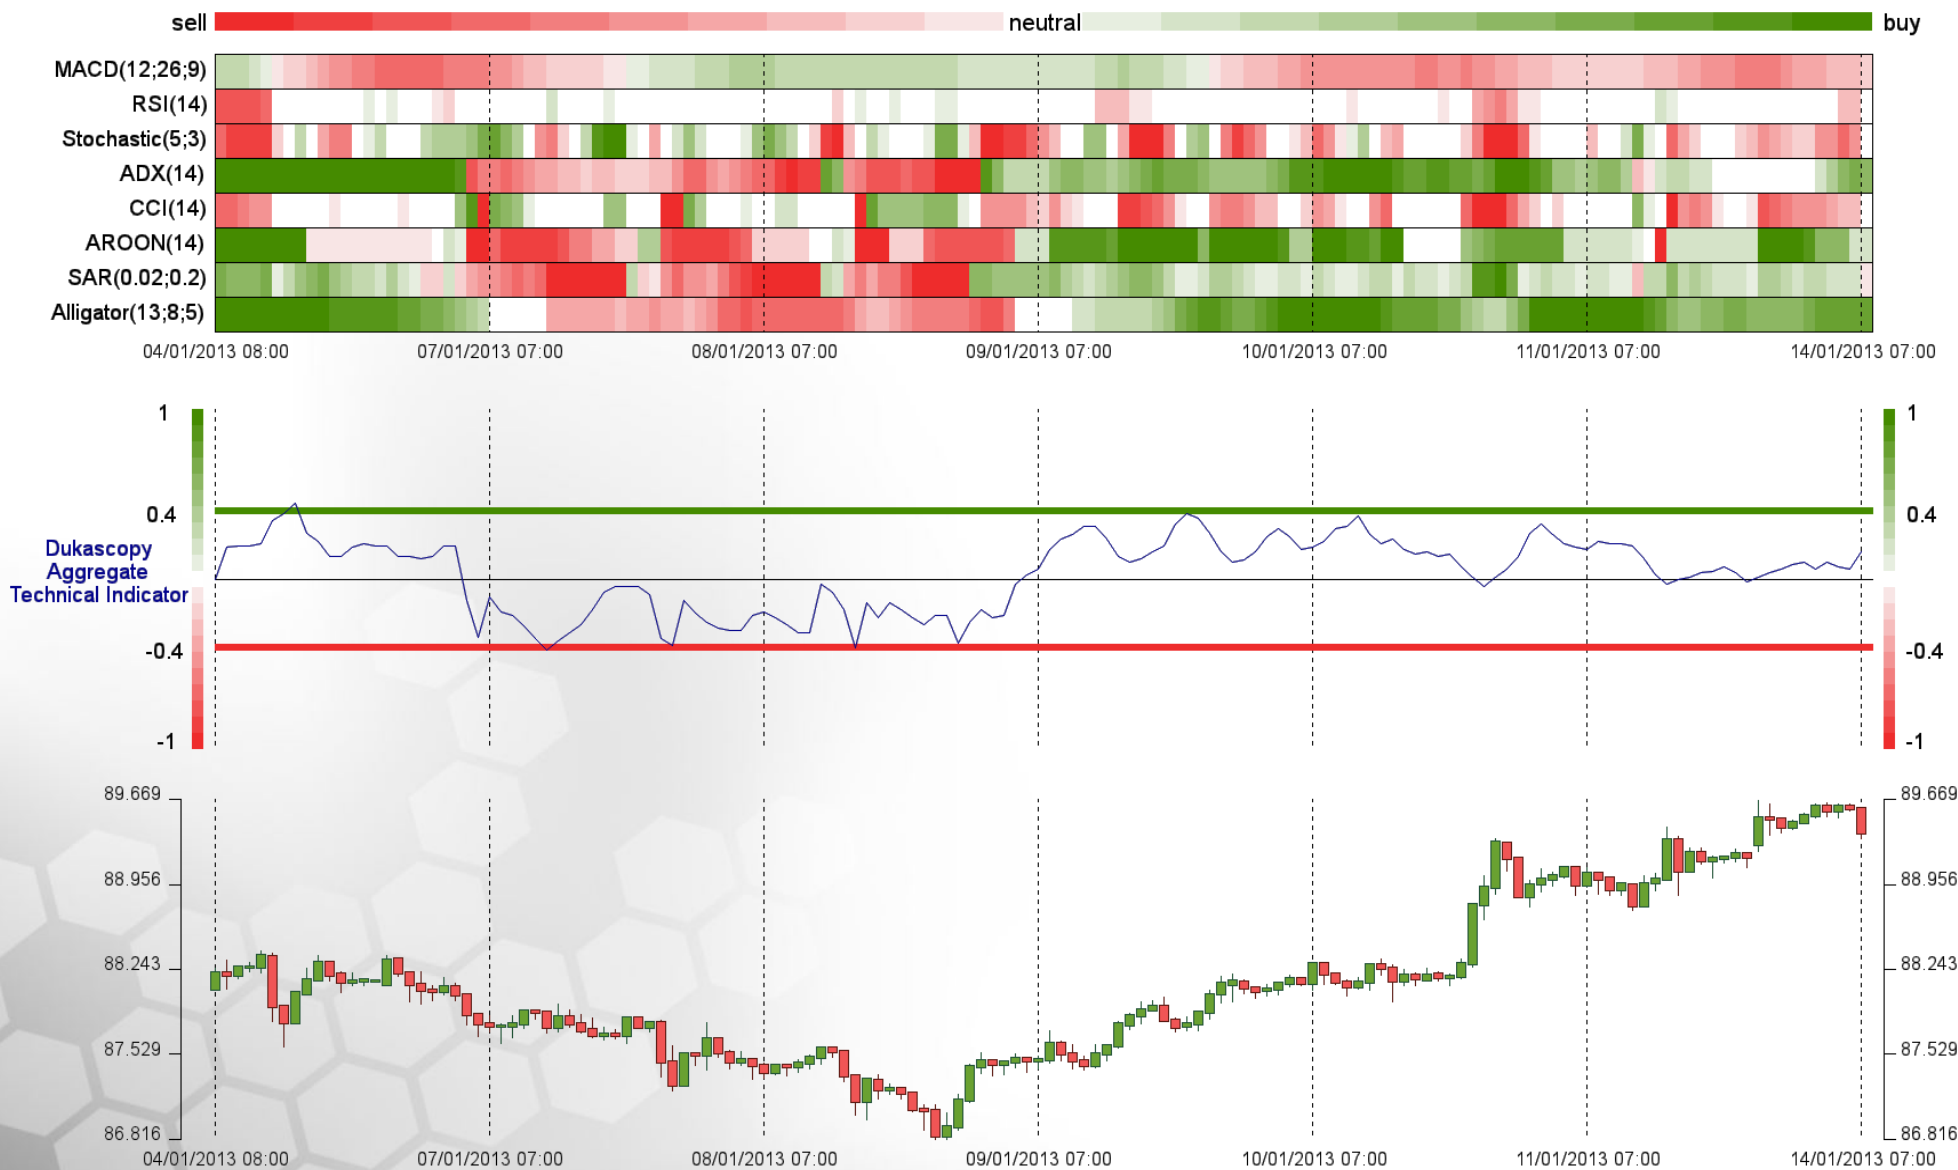 sell neutral buy
MACD(12;26;9)
RSI(14)
Stochastic(5;3)
ADX(14)
CCI(14)
AROON(14)
SAR(0.02;0.2)
Alligator(13;8;5)
04/01/2013 08:00 07/01/2013 07:00 08/01/2013 07:00 09/01/2013 07:00 10/01/2013 07:00 11/01/2013 07:00 14/01/2013 07:00
1 1
0.4 0.4
Dukascopy
Aggregate
Technical Indicator
-0.4 -0.4
-1 -1
89.669 89.669
88.956 88.956
88.243 88.243
87.529 87.529
86.816 86.816
04/01/2013 08:00 07/01/2013 07:00 08/01/2013 07:00 09/01/2013 07:00 10/01/2013 07:00 11/01/2013 07:00 14/01/2013 07:00